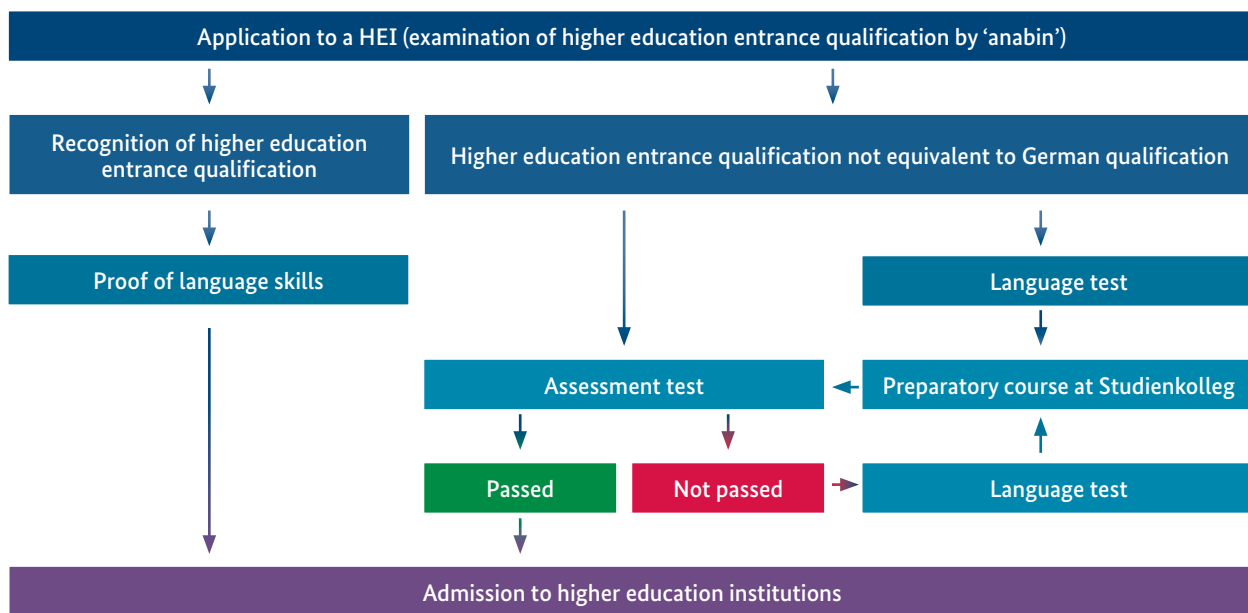 Application to a HEI (examination of higher education entrance qualification by ‘anabin’)
Recognition of higher education
entrance qualification
Higher education entrance qualification not equivalent to German qualification
Proof of language skills
Language test
Assessment test
Preparatory course at Studienkolleg
Passed
Not passed
Language test
Admission to higher education institutions